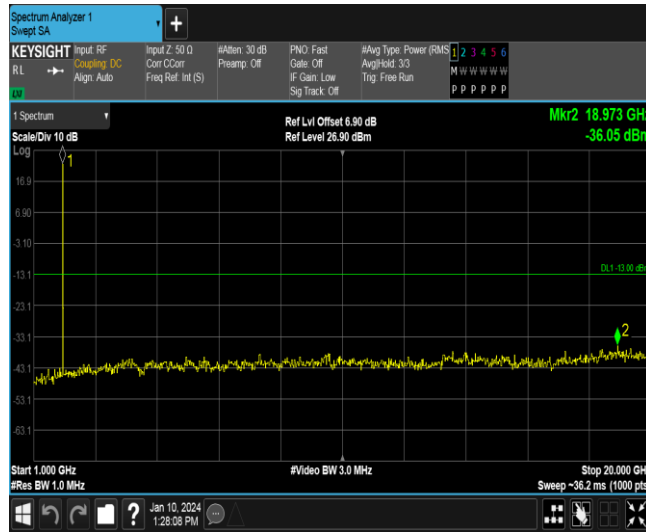 Spectrum Analyzer 1
Swept SA
+
KEYSIGHT
RL
LXI
Input: RF
Coupling: DC
Align: Auto
Input Z: 50 Ω
Corr CCorr
Freq Ref: Int (S)
#Atten: 30 dB
Preamp: Off
PNO: Fast
Gate: Off
IF Gain: Low
Sig Track: Off
#Avg Type: Power (RMS
Avg|Hold: 3/3
Trig: Free Run
1 2 3 4 5 6
M W W W W W
P P P P P P
1 Spectrum
Scale/Div 10 dB
Log
Ref Lvl Offset 6.90 dB
Ref Level 26.90 dBm
Mkr2 18.973 GHz
-36.05 dBm
1
16.9
6.90
-3.10
-13.1
DL1 -13.00 dBm
-23.1
-33.1
2
-43.1
-53.1
-63.1
Start 1.000 GHz
#Video BW 3.0 MHz
Stop 20.000 GHz
#Res BW 1.0 MHz
Sweep ~36.2 ms (1000 pts)
?
Jan 10, 2024
1:28:08 PM